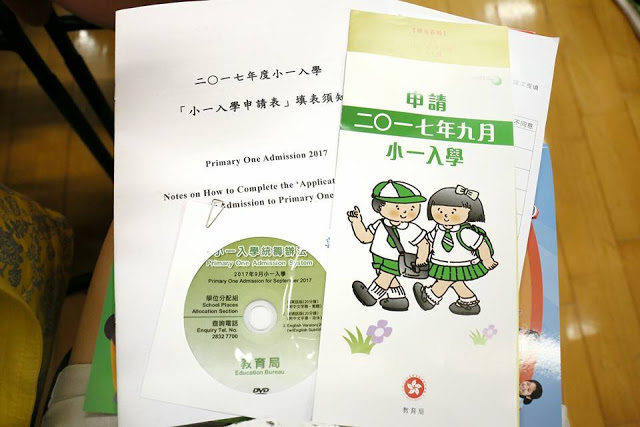 二〇一七年度小一入學
「小一入學申請表」填表須知
Primary One Admission 2017
Notes on How to Complete the 'Applicat
Admission to Primary One
小一入學統籌辦法
Primary One Admission System
2017年9月小一入學
Primary One Admission for September 2017
學位分配組
School Places
Allocation Section
查詢電話
Enquiry Tel. No.
2832 7700
教育局
Education Bureau
DVD
申請
二〇一七年九月
小一入學
教育局
不同意